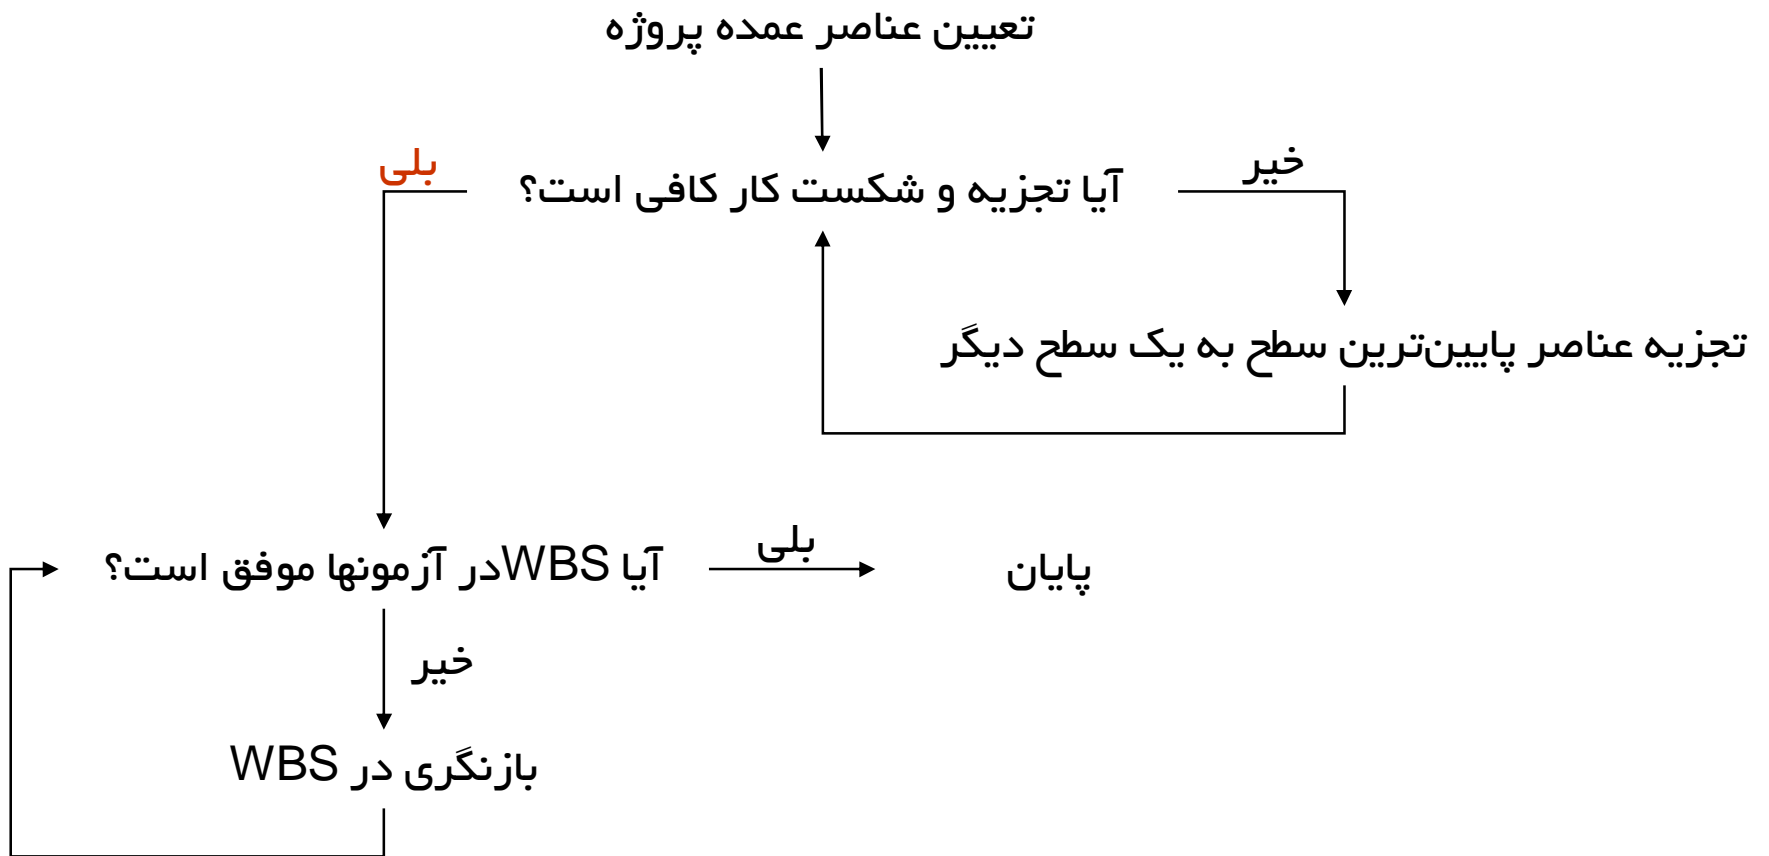 تعیین عناصر عمده پروژه
خیر
بلی
آیا تجزیه و شکست کار کافی است؟
تجزیه عناصر پایین‌ترین سطح به یک سطح دیگر
بلی
پایان
آیا WBSدر آزمونها موفق است؟
خیر
بازنگری در WBS